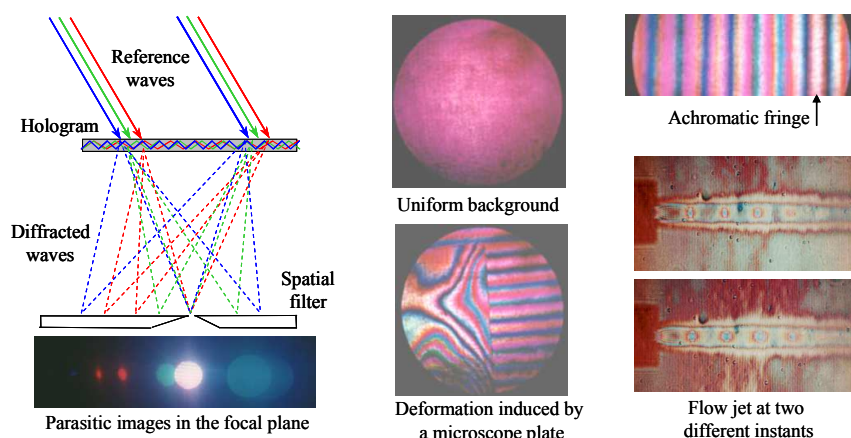 Reference
waves
Hologram
Diffracted
waves
Spatial
filter
Parasitic images in the focal plane
Uniform background
Deformation induced by
a microscope plate
Achromatic fringe
Flow jet at two
different instants